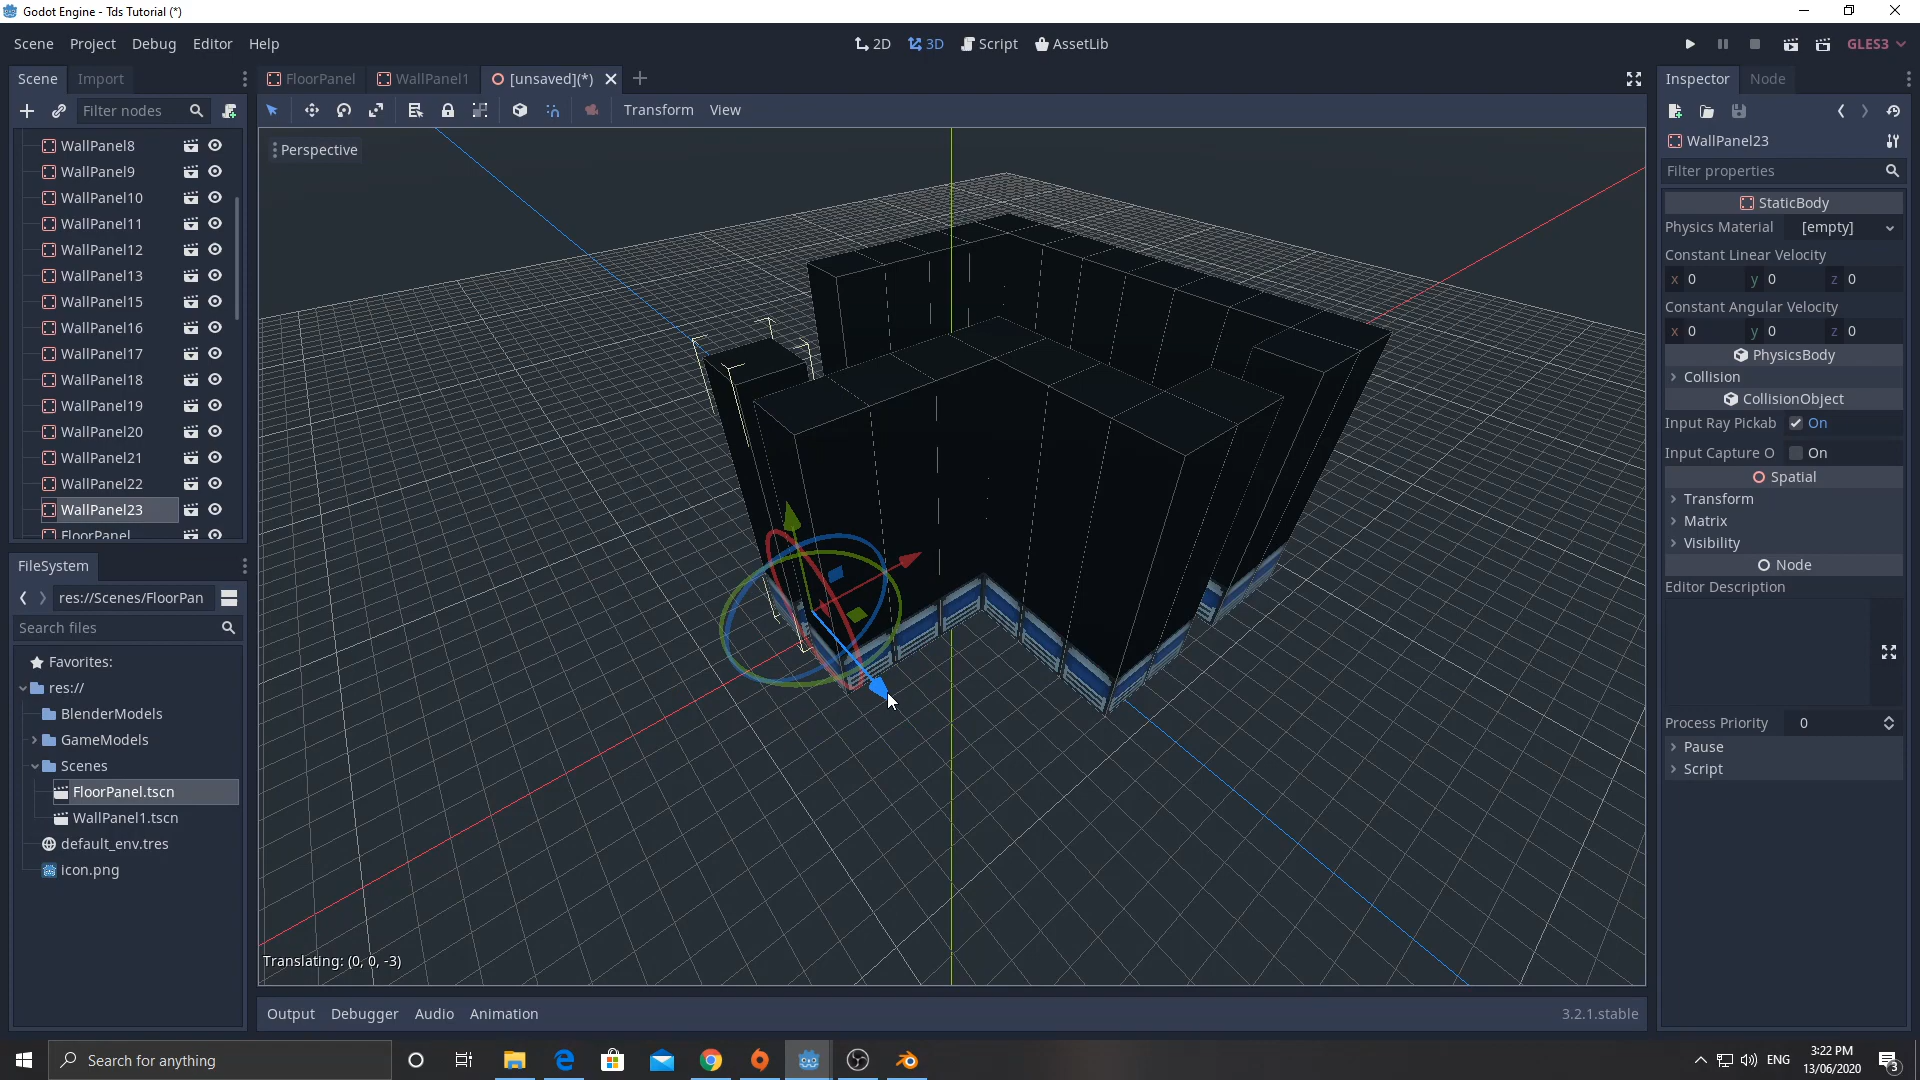 Godot Engine - Tds Tutorial (*)
Scene Project Debug Editor Help
2D 3D Script AssetLib
GLES3
Scene Import
FloorPanel WallPanel1 [unsaved](*)
Inspector Node
Filter nodes
Transform View
Perspective
WallPanel8
WallPanel9
WallPanel10
WallPanel11
WallPanel12
WallPanel13
WallPanel15
WallPanel16
WallPanel17
WallPanel18
WallPanel19
WallPanel20
WallPanel21
WallPanel22
WallPanel23
FloorPanel
FileSystem
res://Scenes/FloorPan
Search files
Favorites:
res://
BlenderModels
GameModels
Scenes
FloorPanel.tscn
WallPanel1.tscn
default_env.tres
icon.png
Translating: (0, 0, -3)
Output Debugger Audio Animation
3.2.1.stable
WallPanel23
Filter properties
StaticBody
Physics Material [empty]
Constant Linear Velocity
x 0 y 0 z 0
Constant Angular Velocity
x 0 y 0 z 0
PhysicsBody
Collision
CollisionObject
Input Ray Pickab On
Input Capture O On
Spatial
Transform
Matrix
Visibility
Node
Editor Description
Process Priority 0
Pause
Script
Search for anything
ENG
3:22 PM
13/06/2020
3